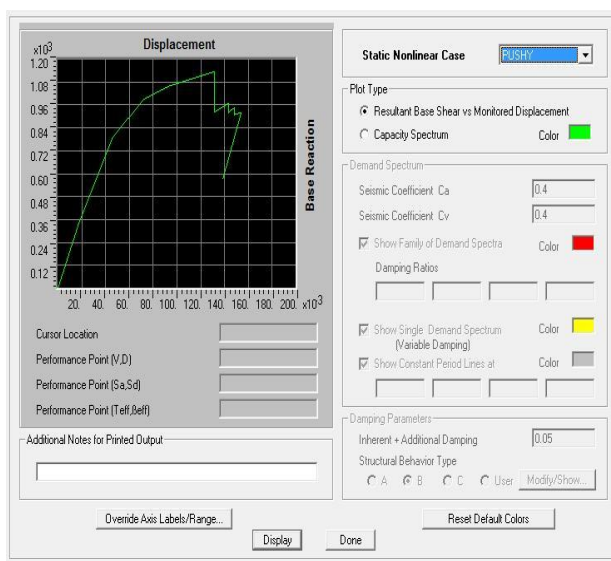 Displacement
x10³
1.20
1.08
0.96
0.84
0.72
0.60
0.48
0.36
0.24
0.12
Base Reaction
20. 40. 60. 80. 100. 120. 140. 160. 180. 200. x10³
Cursor Location
Performance Point (V,D)
Performance Point (Sa,Sd)
Performance Point (Teff,βeff)
Additional Notes for Printed Output
Override Axis Labels/Range...
Static Nonlinear Case PUSHY
Plot Type
Resultant Base Shear vs Monitored Displacement
Capacity Spectrum Color
Demand Spectrum
Seismic Coefficient Ca 0.4
Seismic Coefficient Cv 0.4
Show Family of Demand Spectra Color
Damping Ratios
Show Single Demand Spectrum Color
(Variable Damping)
Show Constant Period Lines at Color
Damping Parameters
Inherent + Additional Damping 0.05
Structural Behavior Type
A B C User Modify/Show...
Reset Default Colors
Display Done